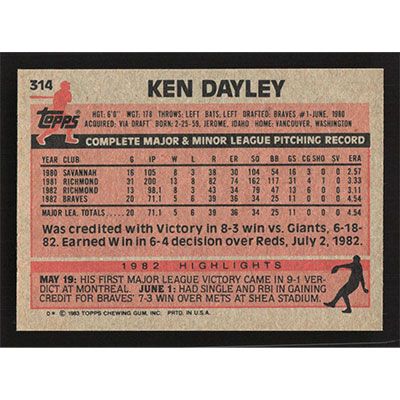 314
KEN DAYLEY
Topps
HGT: 6'0" WGT: 178 THROWS: LEFT BATS: LEFT DRAFTED: BRAVES #1-JUNE, 1980
ACQUIRED: VIA DRAFT BORN: 2-25-59, JEROME, IDAHO HOME: VANCOUVER, WASHINGTON
COMPLETE MAJOR & MINOR LEAGUE PITCHING RECORD
YEAR CLUB G IP W L R ER SO BB GS CG SHO SV ERA
1980 SAVANNAH 16 105 8 3 38 30 104 54 16 3 0 0 2.57
1981 RICHMOND 31 200 13 8 82 74 162 117 31 4 3 0 3.33
1982 RICHMOND 13 98.1 8 3 43 34 79 47 13 0 3.11
1982 BRAVES 20 71.1 5 6 39 36 34 25 11 0 0 0 4.54
MAJOR LEA. TOTALS 20 71.1 5 6 39 36 34 25 11 0 0 0 4.54
Was credited with Victory in 8-3 win vs. Giants, 6-18-
82. Earned Win in 6-4 decision over Reds, July 2, 1982.
1982 HIGHLIGHTS
MAY 19: HIS FIRST MAJOR LEAGUE VICTORY CAME IN 9-1 VER-
DICT AT MONTREAL. JUNE 1: HAD SINGLE AND RBI IN GAINING
CREDIT FOR BRAVES' 7-3 WIN OVER METS AT SHEA STADIUM.
D* © 1983 TOPPS CHEWING GUM, INC. PRTD. IN U.S.A.